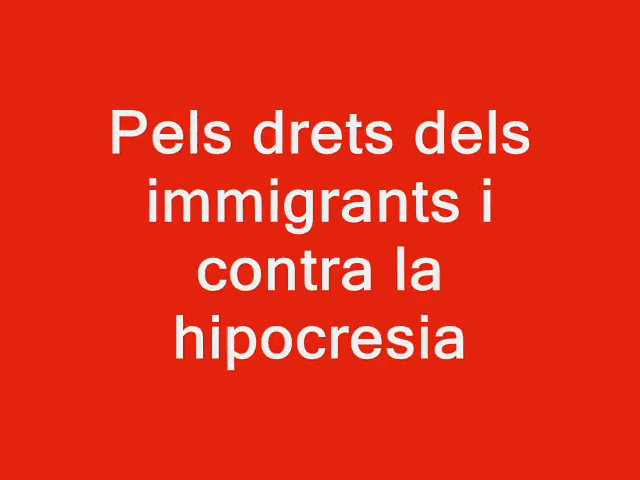 Pels drets dels
immigrants i
contra la
hipocresia